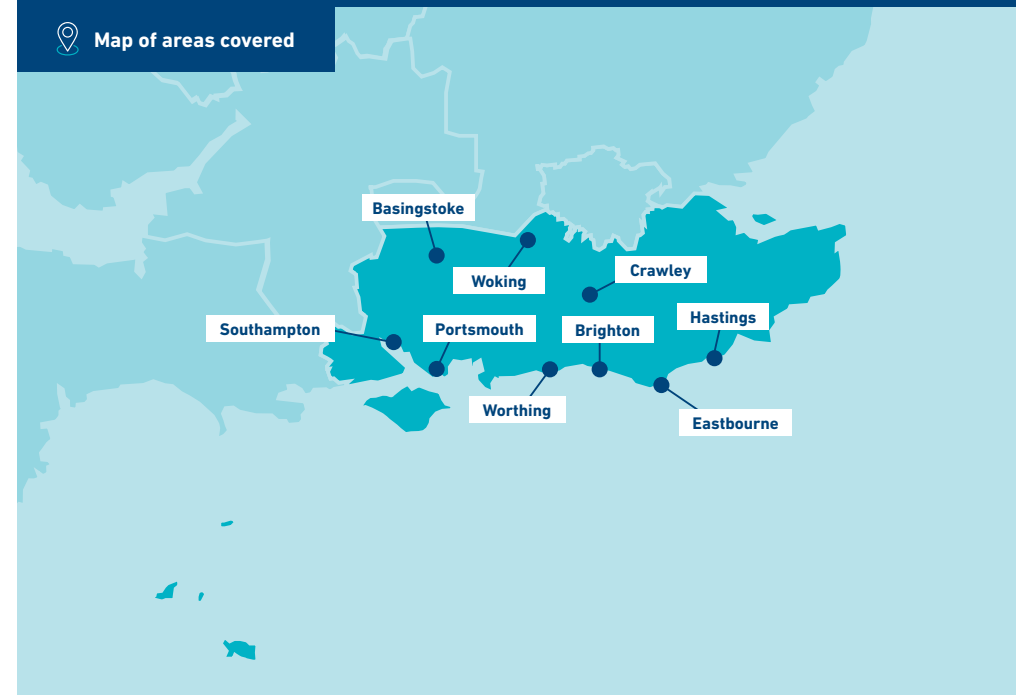 Map of areas covered
Basingstoke
Woking
Crawley
Hastings
Southampton
Portsmouth
Brighton
Worthing
Eastbourne